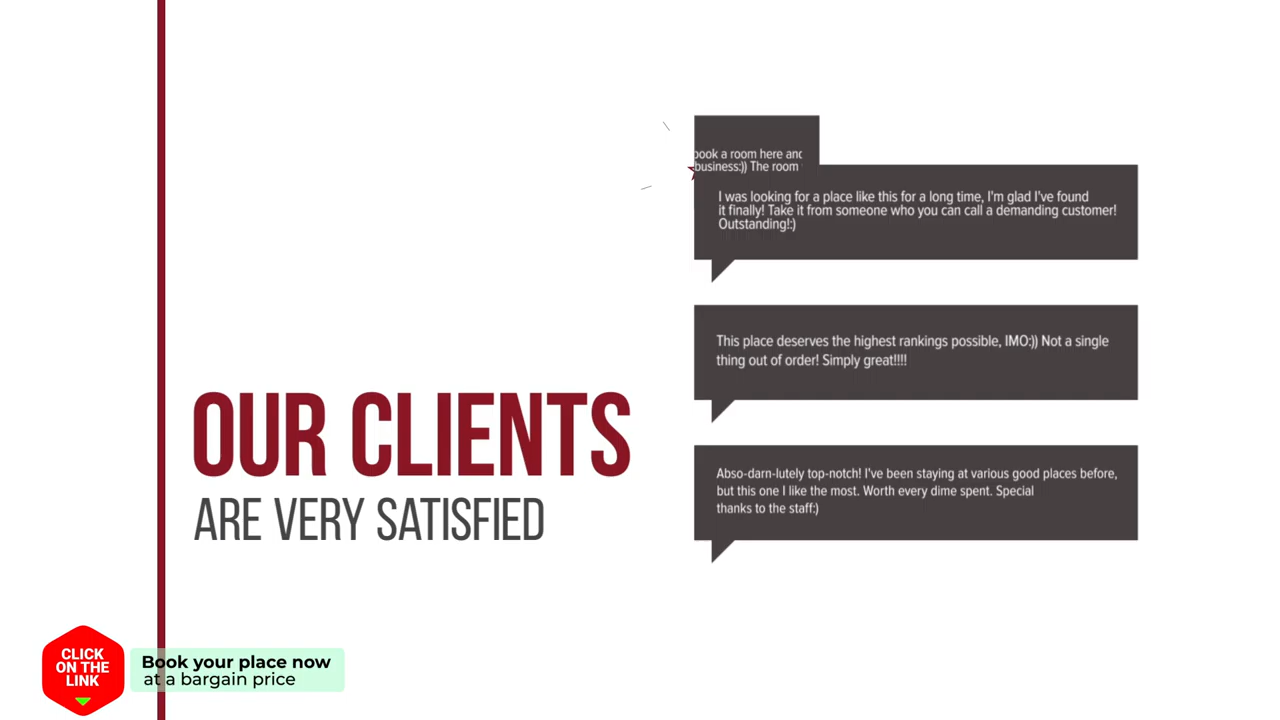 book a room here and
business:)) The room
I was looking for a place like this for a long time, I'm glad I've found
it finally! Take it from someone who you can call a demanding customer!
Outstanding!:)
This place deserves the highest rankings possible, IMO:)) Not a single
thing out of order! Simply great!!!!
Abso-darn-lutely top-notch! I've been staying at various good places before,
but this one I like the most. Worth every dime spent. Special
thanks to the staff:)
OUR CLIENTS
ARE VERY SATISFIED
CLICK
ON THE
LINK
Book your place now
at a bargain price